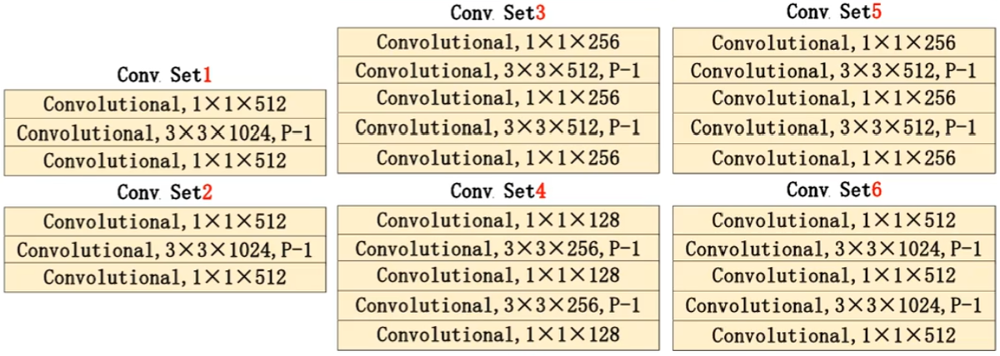 Conv. Set1
Convolutional, 1×1×512
Convolutional, 3×3×1024, P-1
Convolutional, 1×1×512
Conv. Set2
Convolutional, 1×1×512
Convolutional, 3×3×1024, P-1
Convolutional, 1×1×512
Conv. Set3
Convolutional, 1×1×256
Convolutional, 3×3×512, P-1
Convolutional, 1×1×256
Convolutional, 3×3×512, P-1
Convolutional, 1×1×256
Conv. Set4
Convolutional, 1×1×128
Convolutional, 3×3×256, P-1
Convolutional, 1×1×128
Convolutional, 3×3×256, P-1
Convolutional, 1×1×128
Conv. Set5
Convolutional, 1×1×256
Convolutional, 3×3×512, P-1
Convolutional, 1×1×256
Convolutional, 3×3×512, P-1
Convolutional, 1×1×256
Conv. Set6
Convolutional, 1×1×512
Convolutional, 3×3×1024, P-1
Convolutional, 1×1×512
Convolutional, 3×3×1024, P-1
Convolutional, 1×1×512